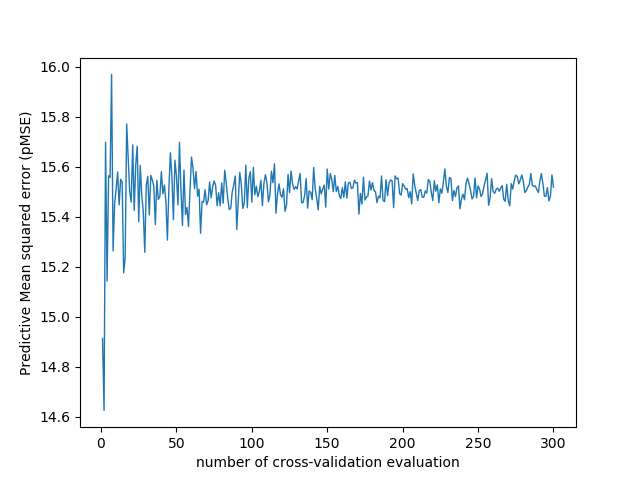 16.0
15.8
15.6
15.4
15.2
15.0
14.8
14.6
Predictive Mean squared error (pMSE)
0 50 100 150 200 250 300
number of cross-validation evaluation